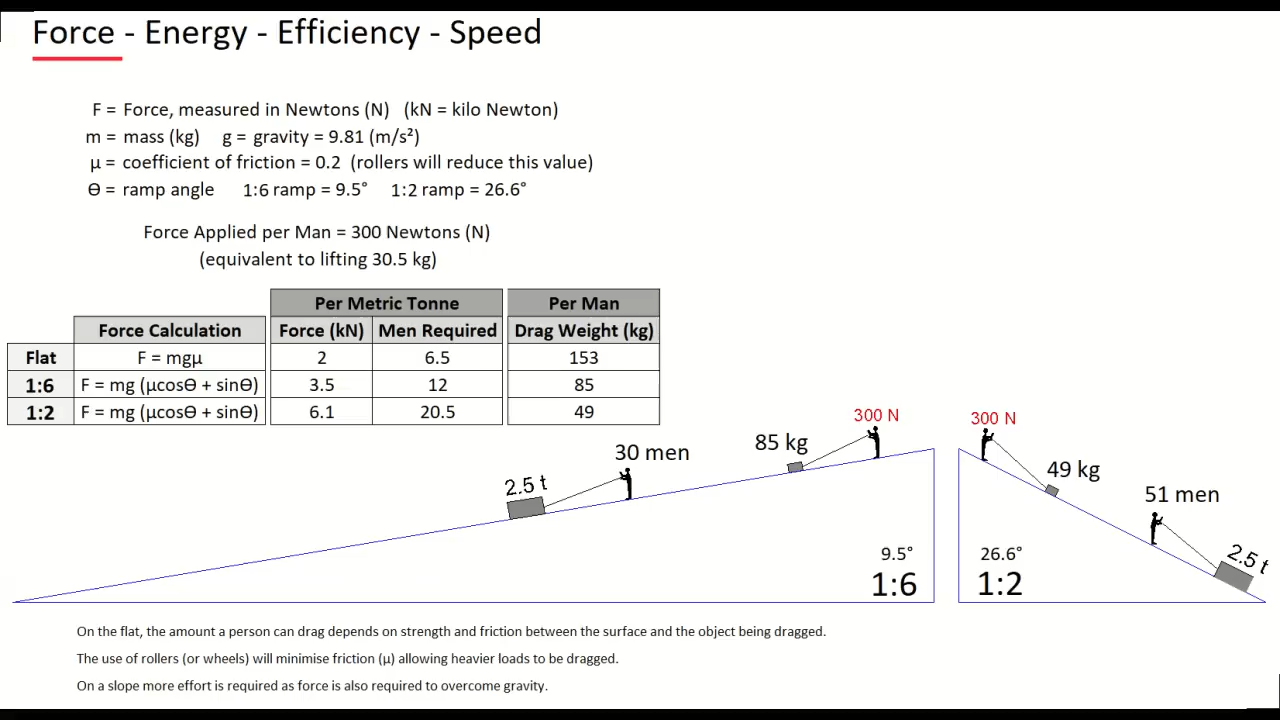 Force - Energy - Efficiency - Speed
F = Force, measured in Newtons (N) (kN = kilo Newton)
m = mass (kg) g = gravity = 9.81 (m/s²)
μ = coefficient of friction = 0.2 (rollers will reduce this value)
Ɵ = ramp angle 1:6 ramp = 9.5° 1:2 ramp = 26.6°
Force Applied per Man = 300 Newtons (N)
(equivalent to lifting 30.5 kg)
Per Metric Tonne Per Man
Force Calculation Force (kN) Men Required Drag Weight (kg)
Flat F = mgμ 2 6.5 153
1:6 F = mg (μcosƟ + sinƟ) 3.5 12 85
1:2 F = mg (μcosƟ + sinƟ) 6.1 20.5 49
300 N 300 N
30 men 85 kg 49 kg
2.5 t 51 men
9.5° 26.6° 2.5 t
1:6 1:2
On the flat, the amount a person can drag depends on strength and friction between the surface and the object being dragged.
The use of rollers (or wheels) will minimise friction (μ) allowing heavier loads to be dragged.
On a slope more effort is required as force is also required to overcome gravity.